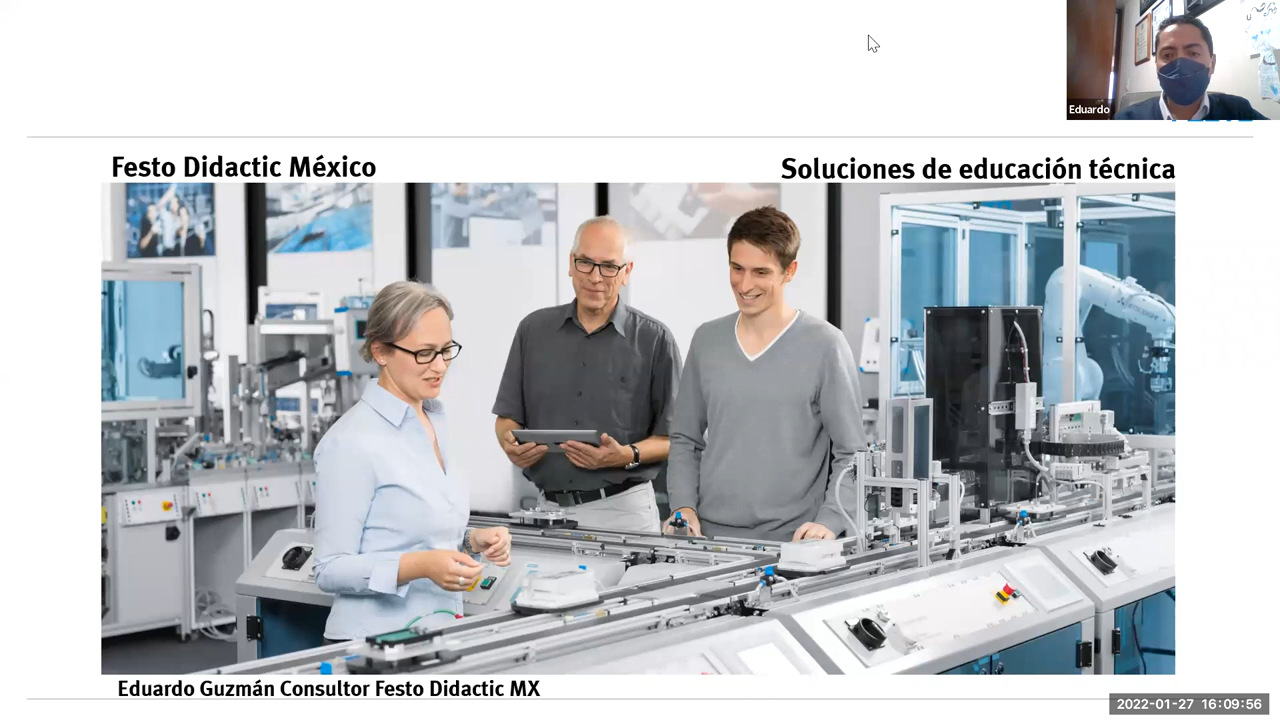 Eduardo
Festo Didactic México
Soluciones de educación técnica
Eduardo Guzmán Consultor Festo Didactic MX
2022-01-27 16:09:56